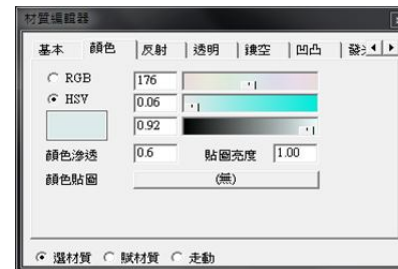 材質編輯器
基本 顏色 反射 透明 鏤空 凹凸
RGB 176
HSV 0.06
0.92
顏色滲透 0.6 貼圖亮度 1.00
顏色貼圖 (無)
選材質 賦材質 走動